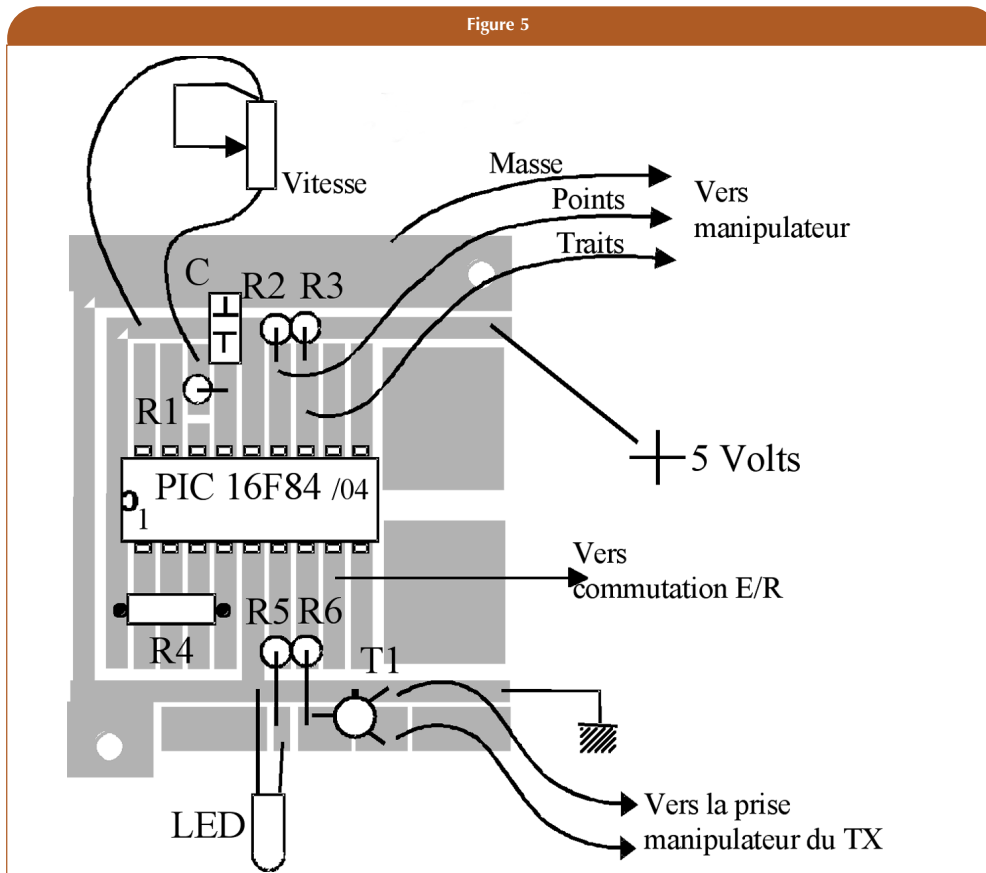 Figure 5
Vitesse
Masse
Points
Traits
Vers
manipulateur
C
R2
R3
R1
5 Volts
PIC 16F84 /04
1
Vers
commutation E/R
R4
R5
R6
T1
LED
Vers la prise
manipulateur du TX